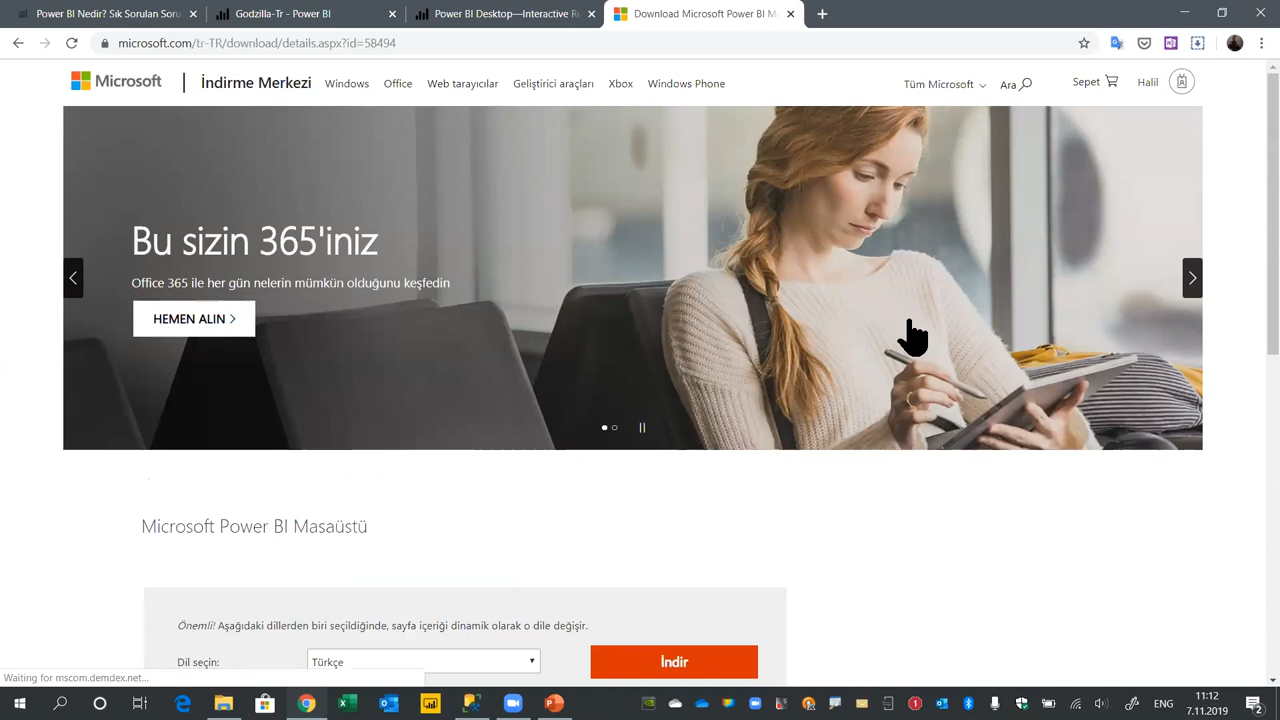 Power BI Nedir? Sık Sorulan Soru
Godzilla-Tr - Power BI
Power BI Desktop—Interactive Re
Download Microsoft Power BI M
microsoft.com/tr-TR/download/details.aspx?id=58494
Microsoft
İndirme Merkezi
Windows
Office
Web tarayıcılar
Geliştirici araçları
Xbox
Windows Phone
Tüm Microsoft
Ara
Sepet
Halil
Bu sizin 365'iniz
Office 365 ile her gün nelerin mümkün olduğunu keşfedin
HEMEN ALIN
Microsoft Power BI Masaüstü
Önemli! Aşağıdaki dillerden biri seçildiğinde, sayfa içeriği dinamik olarak o dile değişir.
Dil seçin:
Türkçe
İndir
Waiting for mscom.demdex.net...
ENG
11:12
7.11.2019
2